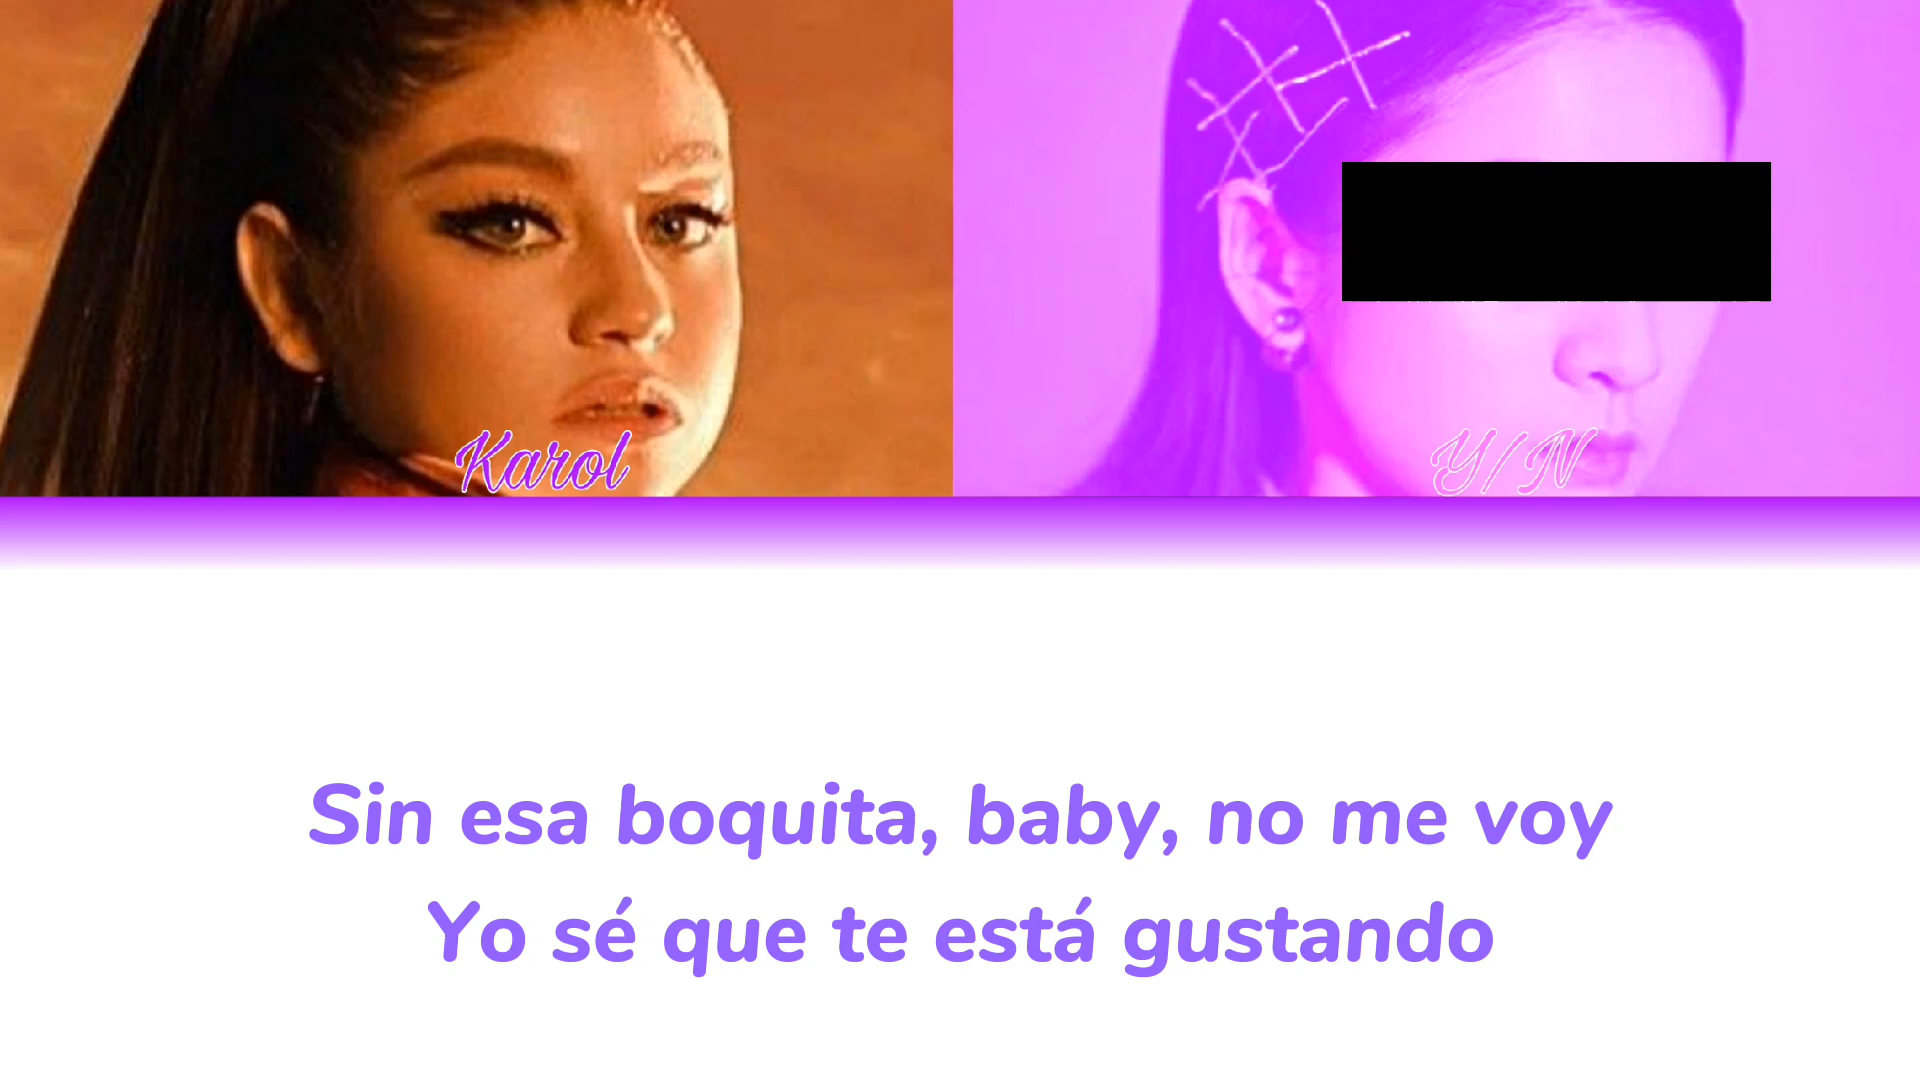 Karol
Y/N
Sin esa boquita, baby, no me voy
Yo sé que te está gustando